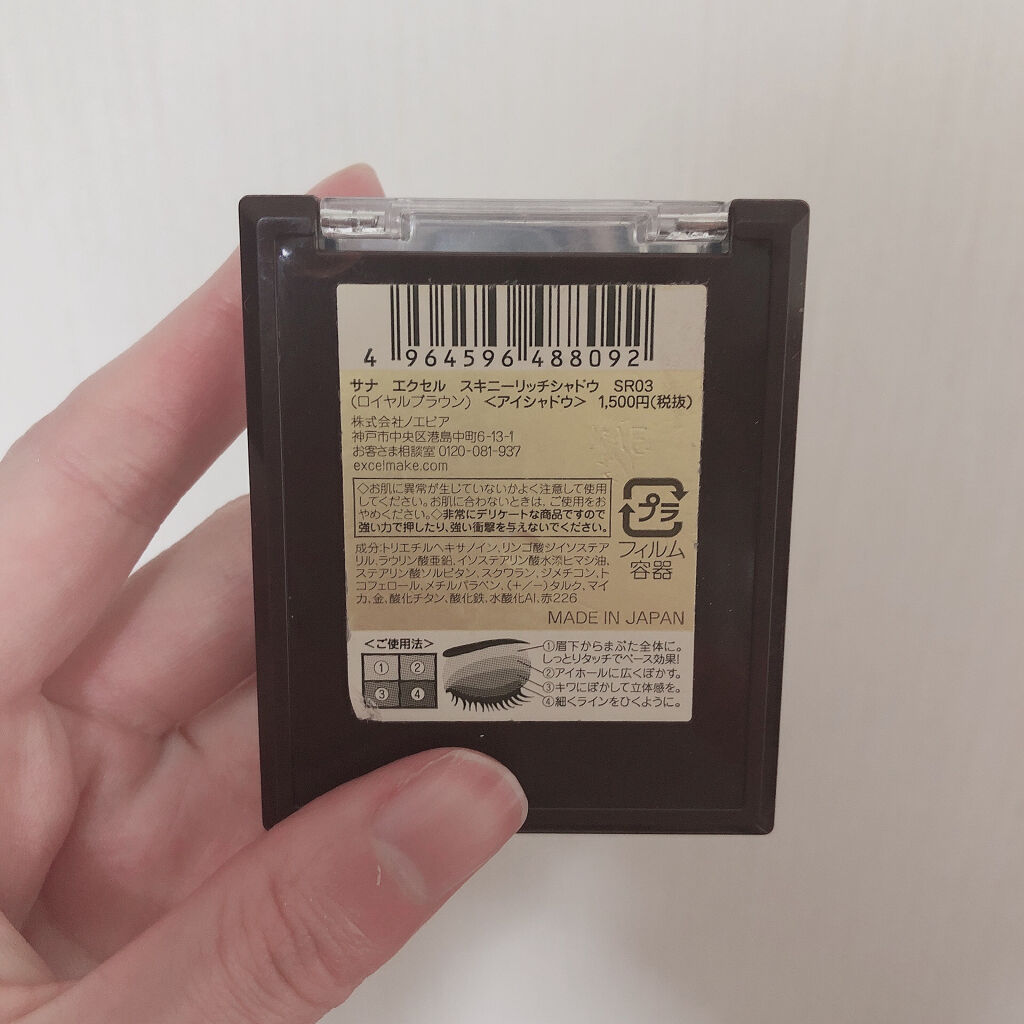 4 964596 488092
サナ エクセル スキニーリッチシャドウ SR03
(ロイヤルブラウン) <アイシャドウ> 1,500円(税抜)
株式会社ノエビア
神戸市中央区港島中町6-13-1
お客さま相談室 0120-081-937
excelmake.com
◇お肌に異常が生じていないかよく注意して使用
してください。お肌に合わないときは、ご使用をお
やめください。◇非常にデリケートな商品ですので
強い力で押したり、強い衝撃を与えないでください。
プラ
フィルム
容器
成分:トリエチルヘキサノイン、リンゴ酸ジイソステア
リル、ラウリン酸亜鉛、イソステアリン酸水添ヒマシ油、
ステアリン酸ソルビタン、スクワラン、ジメチコン、ト
コフェロール、メチルパラベン、(+/-)タルク、マイ
カ、金、酸化チタン、酸化鉄、水酸化Al、赤226
MADE IN JAPAN
<ご使用法>
① ②
③ ④
①眉下からまぶた全体に。
しっとりタッチでベース効果!
②アイホールに広くぼかす。
③キワにぼかして立体感を。
④細くラインをひくように。